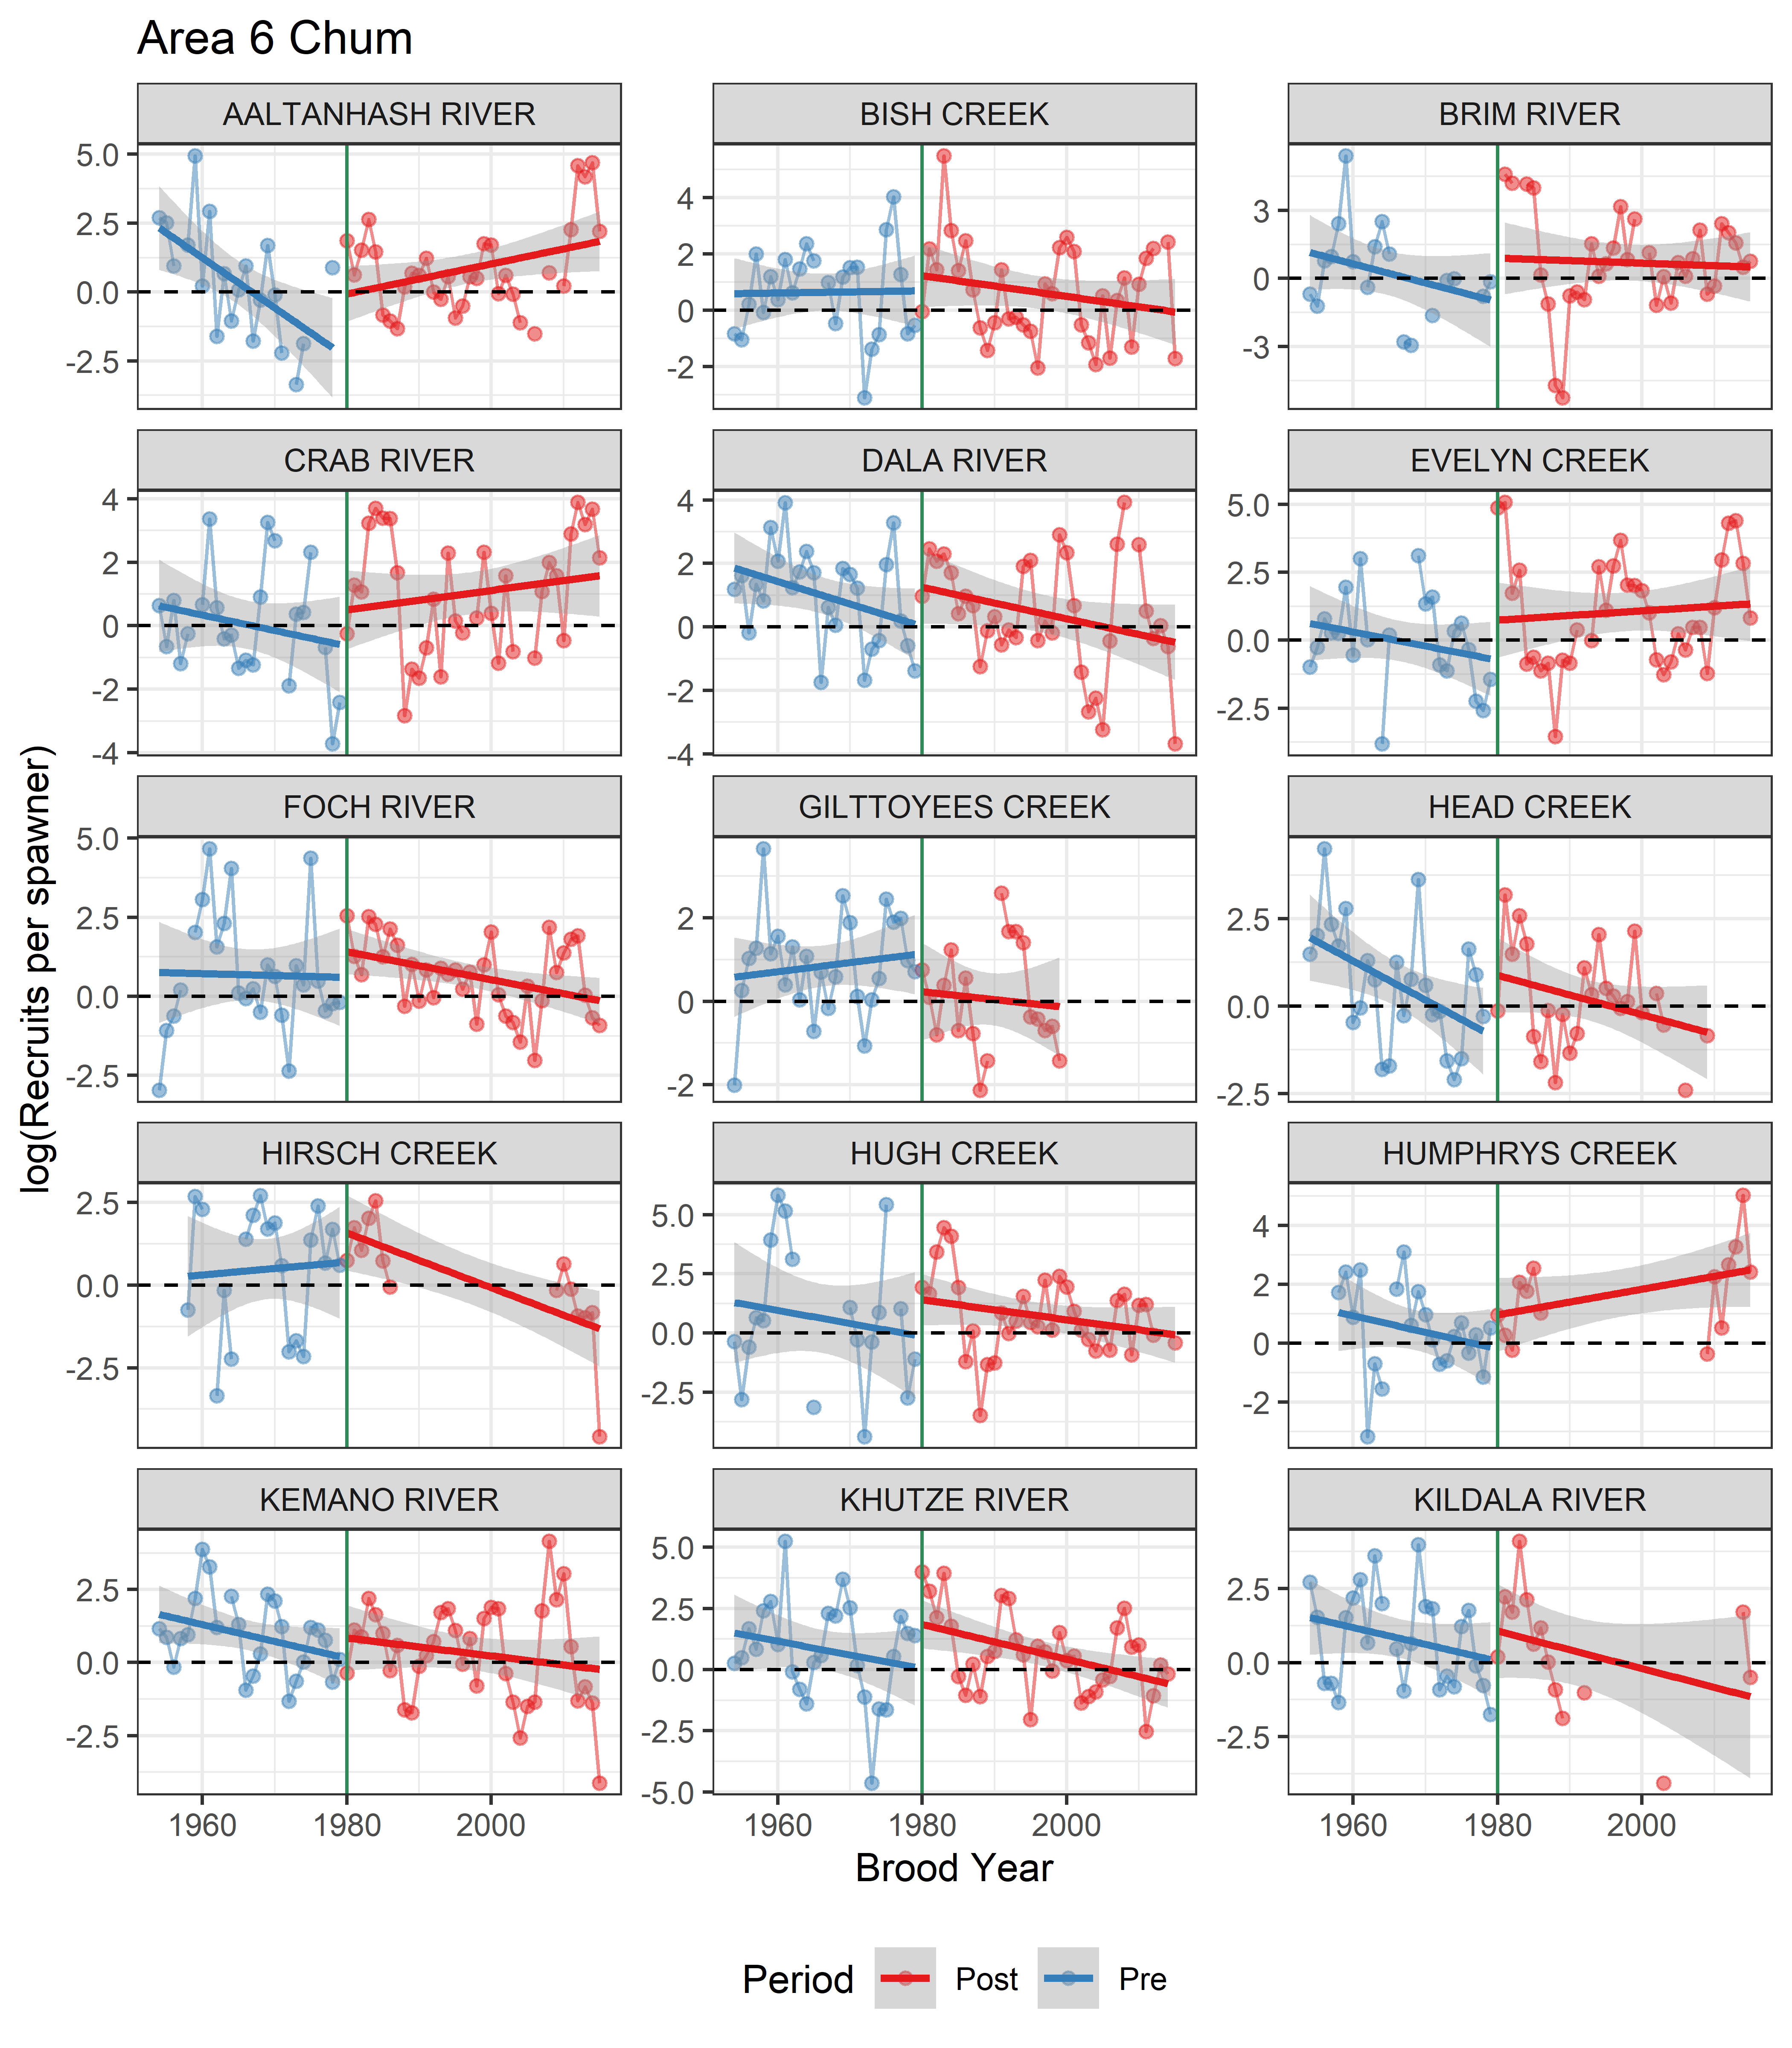 Area 6 Chum
AALTANHASH RIVER
BISH CREEK
BRIM RIVER
5.0
2.5
0.0
-2.5
4
2
0
-2
3
0
-3
CRAB RIVER
DALA RIVER
EVELYN CREEK
4
2
0
-2
-4
4
2
0
-2
-4
5.0
2.5
0.0
-2.5
FOCH RIVER
GILTTOYEES CREEK
HEAD CREEK
5.0
2.5
0.0
-2.5
2
0
-2
2.5
0.0
-2.5
log(Recruits per spawner)
HIRSCH CREEK
HUGH CREEK
HUMPHRYS CREEK
2.5
0.0
-2.5
5.0
2.5
0.0
-2.5
4
2
0
-2
KEMANO RIVER
KHUTZE RIVER
KILDALA RIVER
2.5
0.0
-2.5
5.0
2.5
0.0
-2.5
-5.0
2.5
0.0
-2.5
1960 1980 2000
1960 1980 2000
1960 1980 2000
Brood Year
Period Post Pre